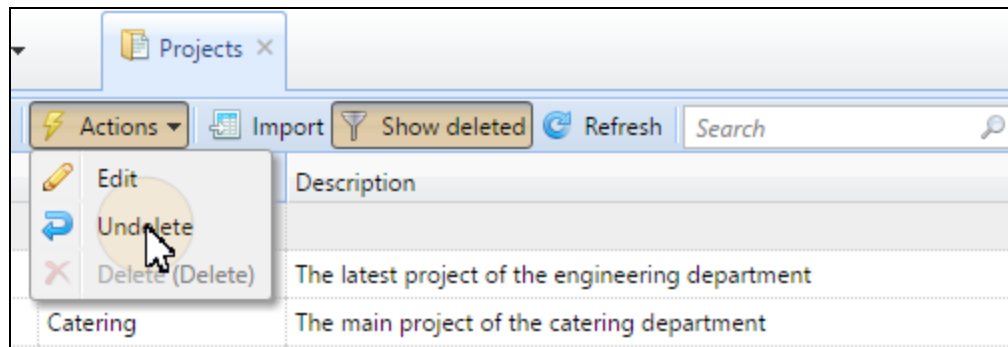 Projects
Actions Import Show deleted Refresh Search
Edit Description
Undelete
Delete (Delete) The latest project of the engineering department
Catering The main project of the catering department